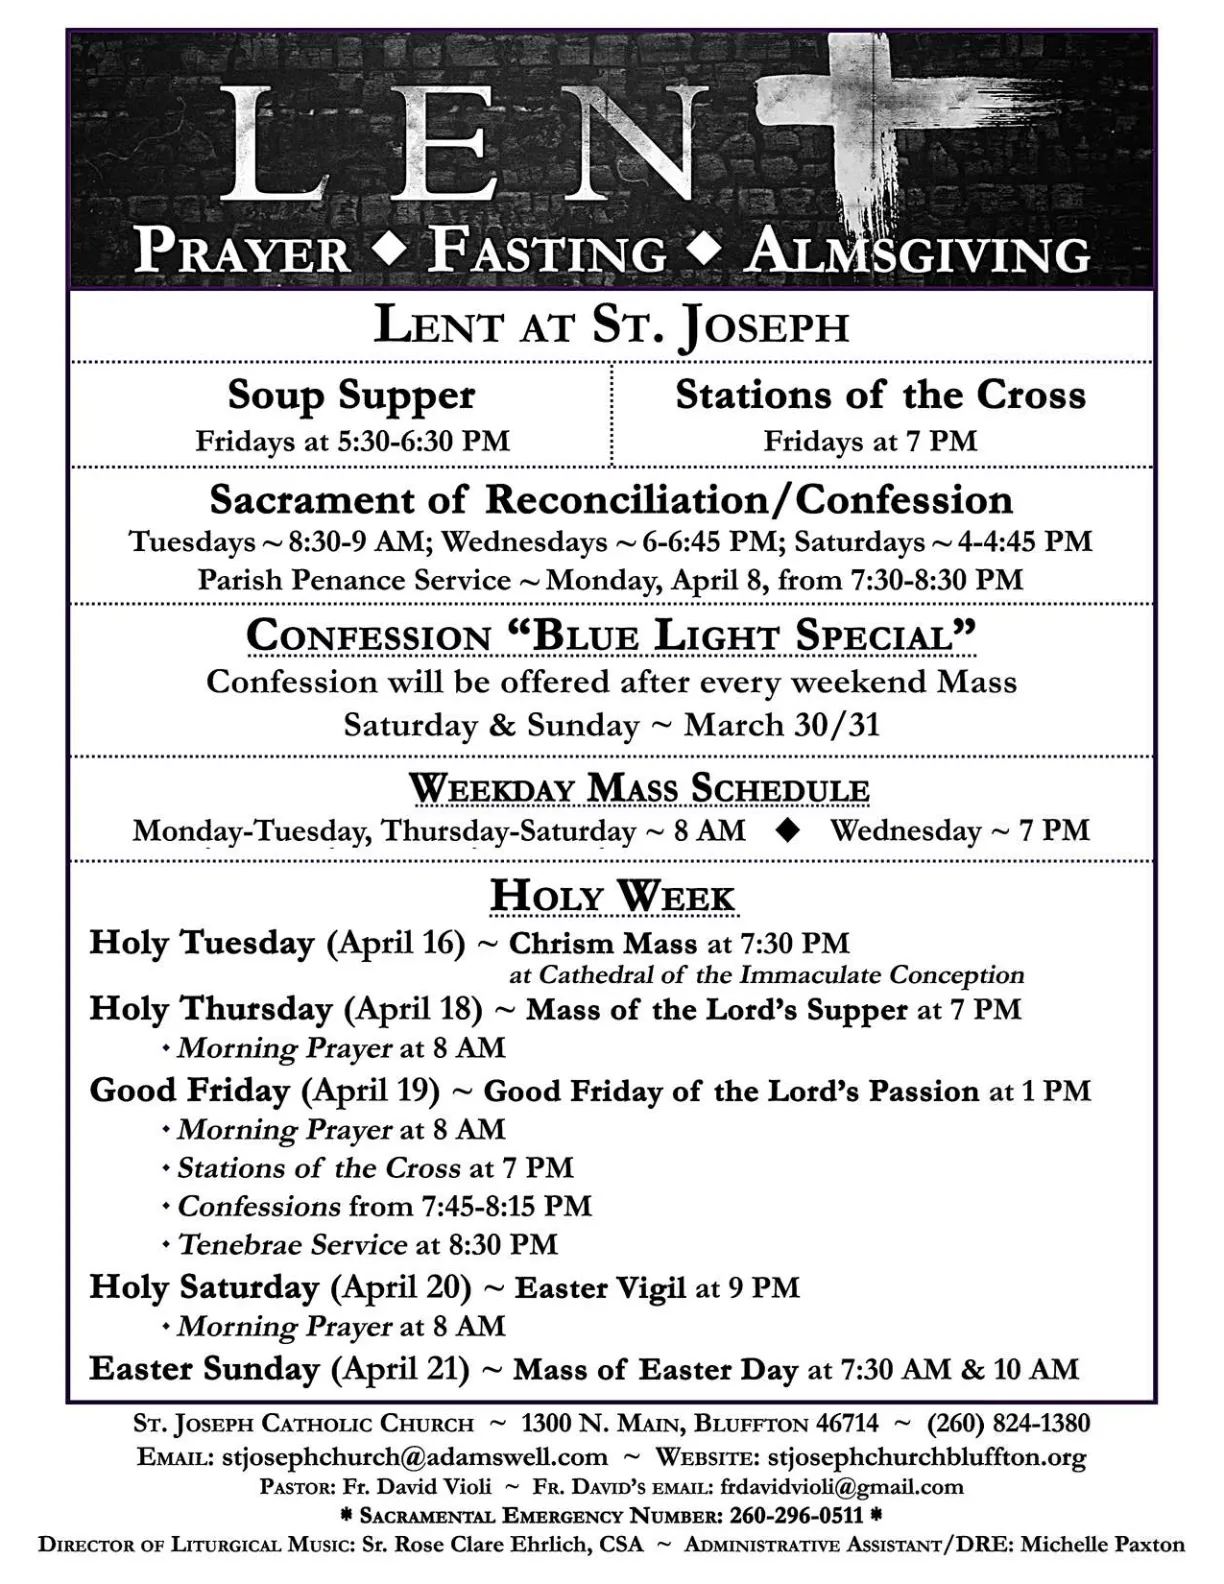 LENT
PRAYER ◆ FASTING ◆ ALMSGIVING
LENT AT ST. JOSEPH
Soup Supper
Fridays at 5:30-6:30 PM
Stations of the Cross
Fridays at 7 PM
Sacrament of Reconciliation/Confession
Tuesdays ~ 8:30-9 AM; Wednesdays ~ 6-6:45 PM; Saturdays ~ 4-4:45 PM
Parish Penance Service ~ Monday, April 8, from 7:30-8:30 PM
CONFESSION “BLUE LIGHT SPECIAL”
Confession will be offered after every weekend Mass
Saturday & Sunday ~ March 30/31
WEEKDAY MASS SCHEDULE
Monday-Tuesday, Thursday-Saturday ~ 8 AM ◆ Wednesday ~ 7 PM
HOLY WEEK
Holy Tuesday (April 16) ~ Chrism Mass at 7:30 PM
at Cathedral of the Immaculate Conception
Holy Thursday (April 18) ~ Mass of the Lord’s Supper at 7 PM
• Morning Prayer at 8 AM
Good Friday (April 19) ~ Good Friday of the Lord’s Passion at 1 PM
• Morning Prayer at 8 AM
• Stations of the Cross at 7 PM
• Confessions from 7:45-8:15 PM
• Tenebrae Service at 8:30 PM
Holy Saturday (April 20) ~ Easter Vigil at 9 PM
• Morning Prayer at 8 AM
Easter Sunday (April 21) ~ Mass of Easter Day at 7:30 AM & 10 AM
ST. JOSEPH CATHOLIC CHURCH ~ 1300 N. MAIN, BLUFFTON 46714 ~ (260) 824-1380
EMAIL: stjosephchurch@adamswell.com ~ WEBSITE: stjosephchurchbluffton.org
PASTOR: Fr. David Violi ~ FR. DAVID’S EMAIL: frdavidvioli@gmail.com
* SACRAMENTAL EMERGENCY NUMBER: 260-296-0511 *
DIRECTOR OF LITURGICAL MUSIC: Sr. Rose Clare Ehrlich, CSA ~ ADMINISTRATIVE ASSISTANT/DRE: Michelle Paxton